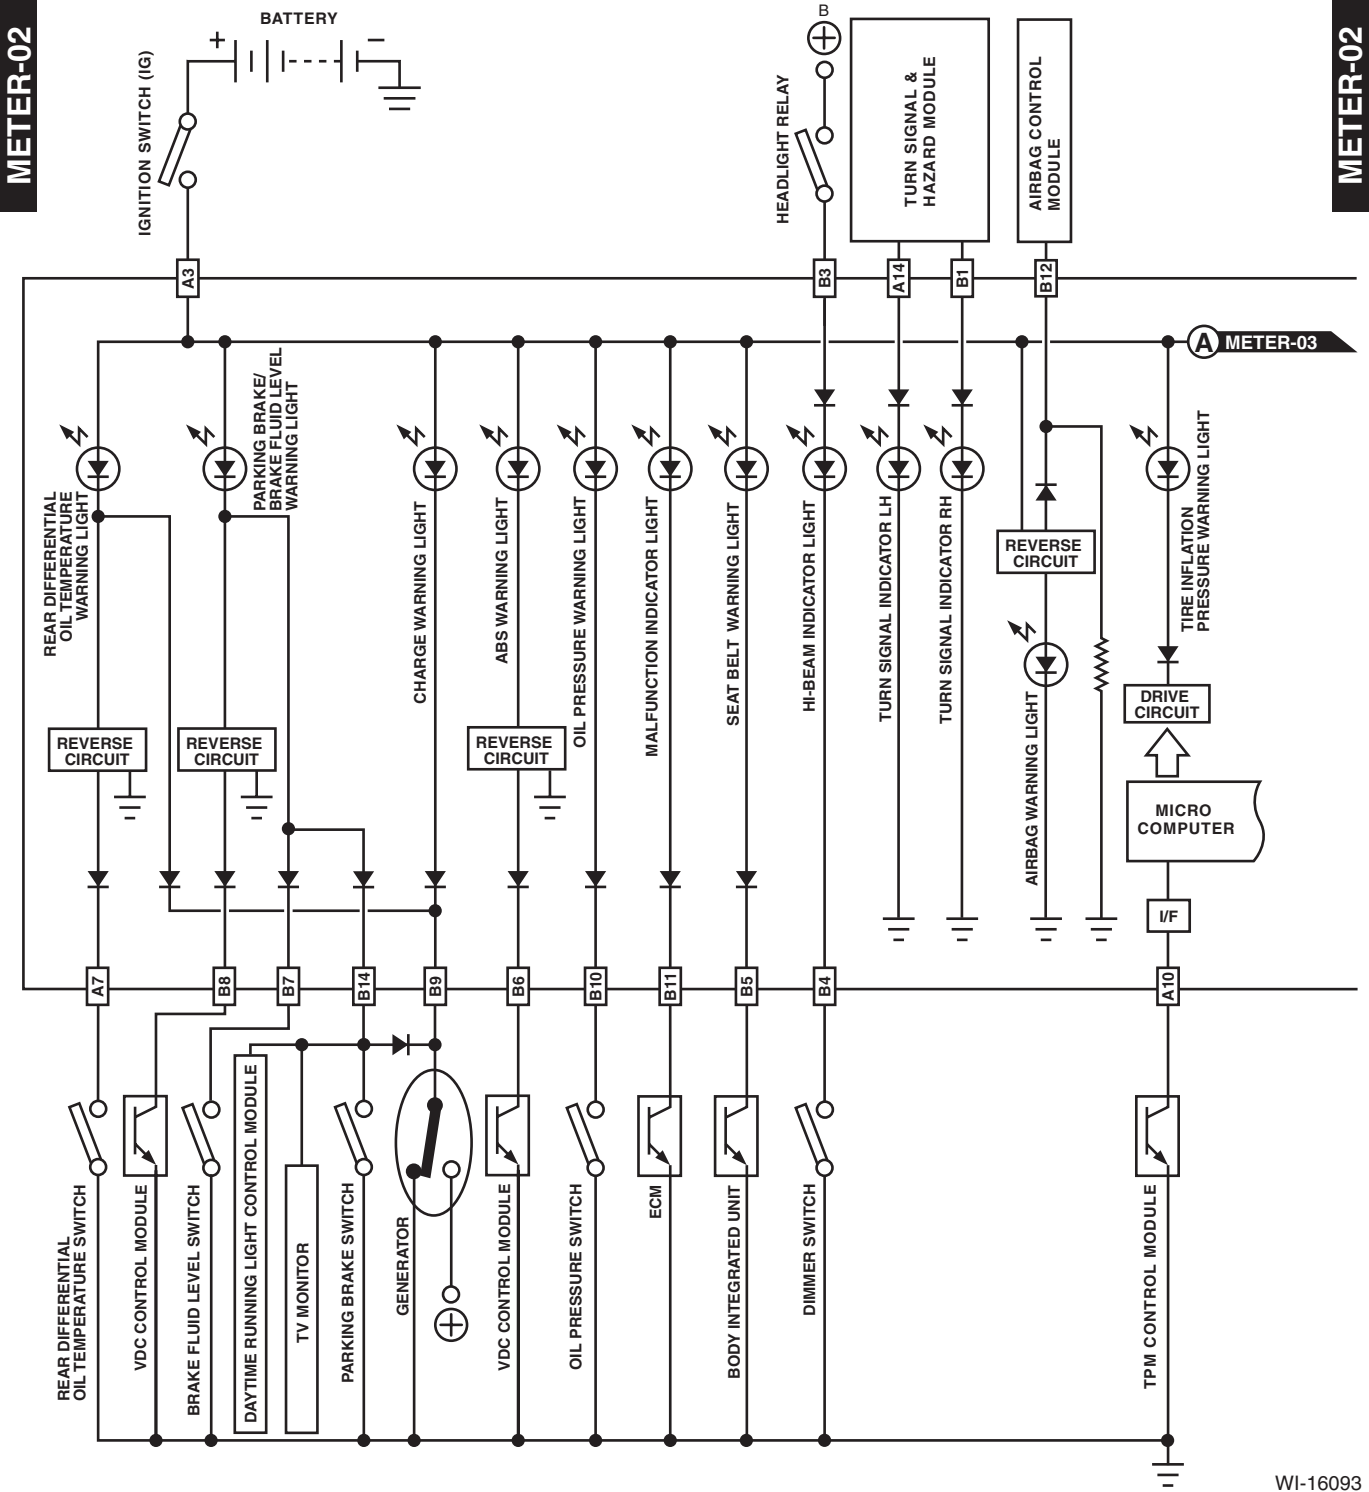 METER-02
METER-02
BATTERY
+
−
IGNITION SWITCH (IG)
B
HEADLIGHT RELAY
TURN SIGNAL &
HAZARD MODULE
AIRBAG CONTROL
MODULE
A3
B3
A14
B1
B12
A
METER-03
REAR DIFFERENTIAL
OIL TEMPERATURE
WARNING LIGHT
PARKING BRAKE/
BRAKE FLUID LEVEL
WARNING LIGHT
CHARGE WARNING LIGHT
ABS WARNING LIGHT
OIL PRESSURE WARNING LIGHT
MALFUNCTION INDICATOR LIGHT
SEAT BELT WARNING LIGHT
HI-BEAM INDICATOR LIGHT
TURN SIGNAL INDICATOR LH
TURN SIGNAL INDICATOR RH
REVERSE
CIRCUIT
AIRBAG WARNING LIGHT
TIRE INFLATION
PRESSURE WARNING LIGHT
DRIVE
CIRCUIT
REVERSE
CIRCUIT
REVERSE
CIRCUIT
REVERSE
CIRCUIT
MICRO
COMPUTER
I/F
A7
B8
B7
B14
B9
B6
B10
B11
B5
B4
A10
REAR DIFFERENTIAL
OIL TEMPERATURE SWITCH
VDC CONTROL MODULE
BRAKE FLUID LEVEL SWITCH
DAYTIME RUNNING LIGHT CONTROL MODULE
TV MONITOR
PARKING BRAKE SWITCH
GENERATOR
VDC CONTROL MODULE
OIL PRESSURE SWITCH
ECM
BODY INTEGRATED UNIT
DIMMER SWITCH
TPM CONTROL MODULE
WI-16093